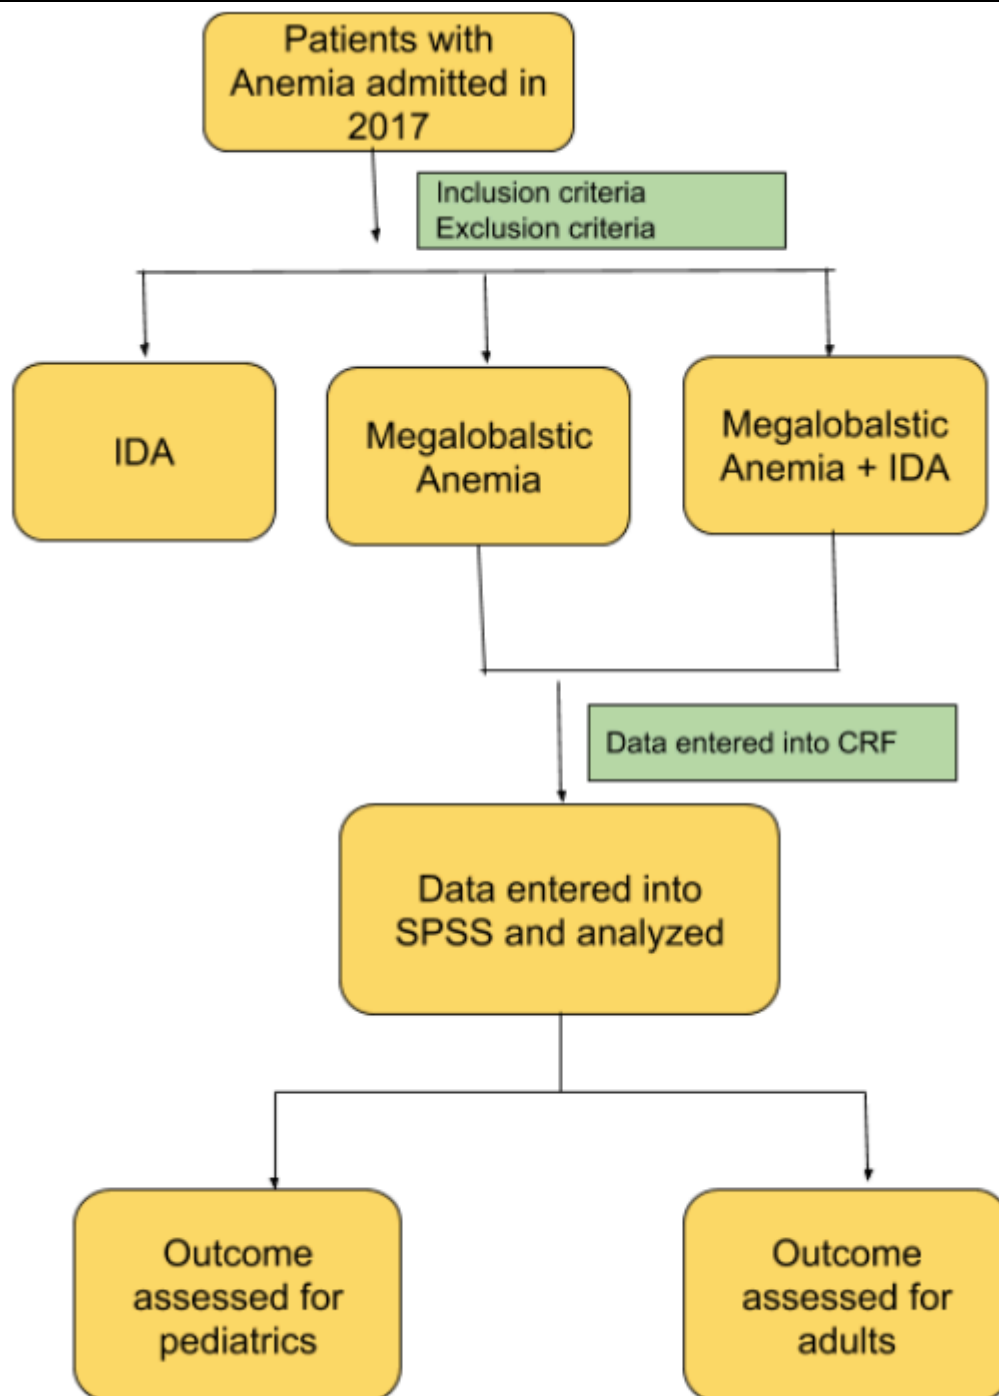 Patients with
Anemia admitted in
2017
Inclusion criteria
Exclusion criteria
IDA
Megalobalstic
Anemia
Megalobalstic
Anemia + IDA
Data entered into CRF
Data entered into
SPSS and analyzed
Outcome
assessed for
pediatrics
Outcome
assessed for
adults